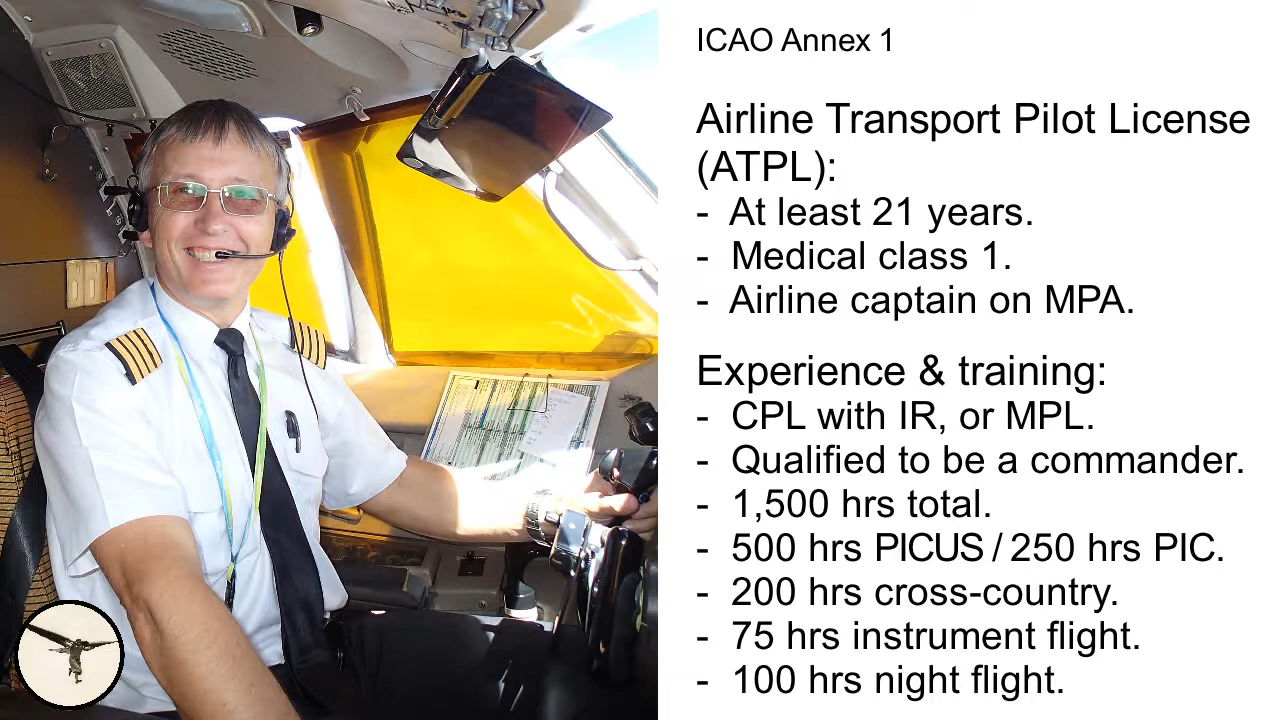 ICAO Annex 1
Airline Transport Pilot License
(ATPL):
- At least 21 years.
- Medical class 1.
- Airline captain on MPA.
Experience & training:
- CPL with IR, or MPL.
- Qualified to be a commander.
- 1,500 hrs total.
- 500 hrs PICUS / 250 hrs PIC.
- 200 hrs cross-country.
- 75 hrs instrument flight.
- 100 hrs night flight.